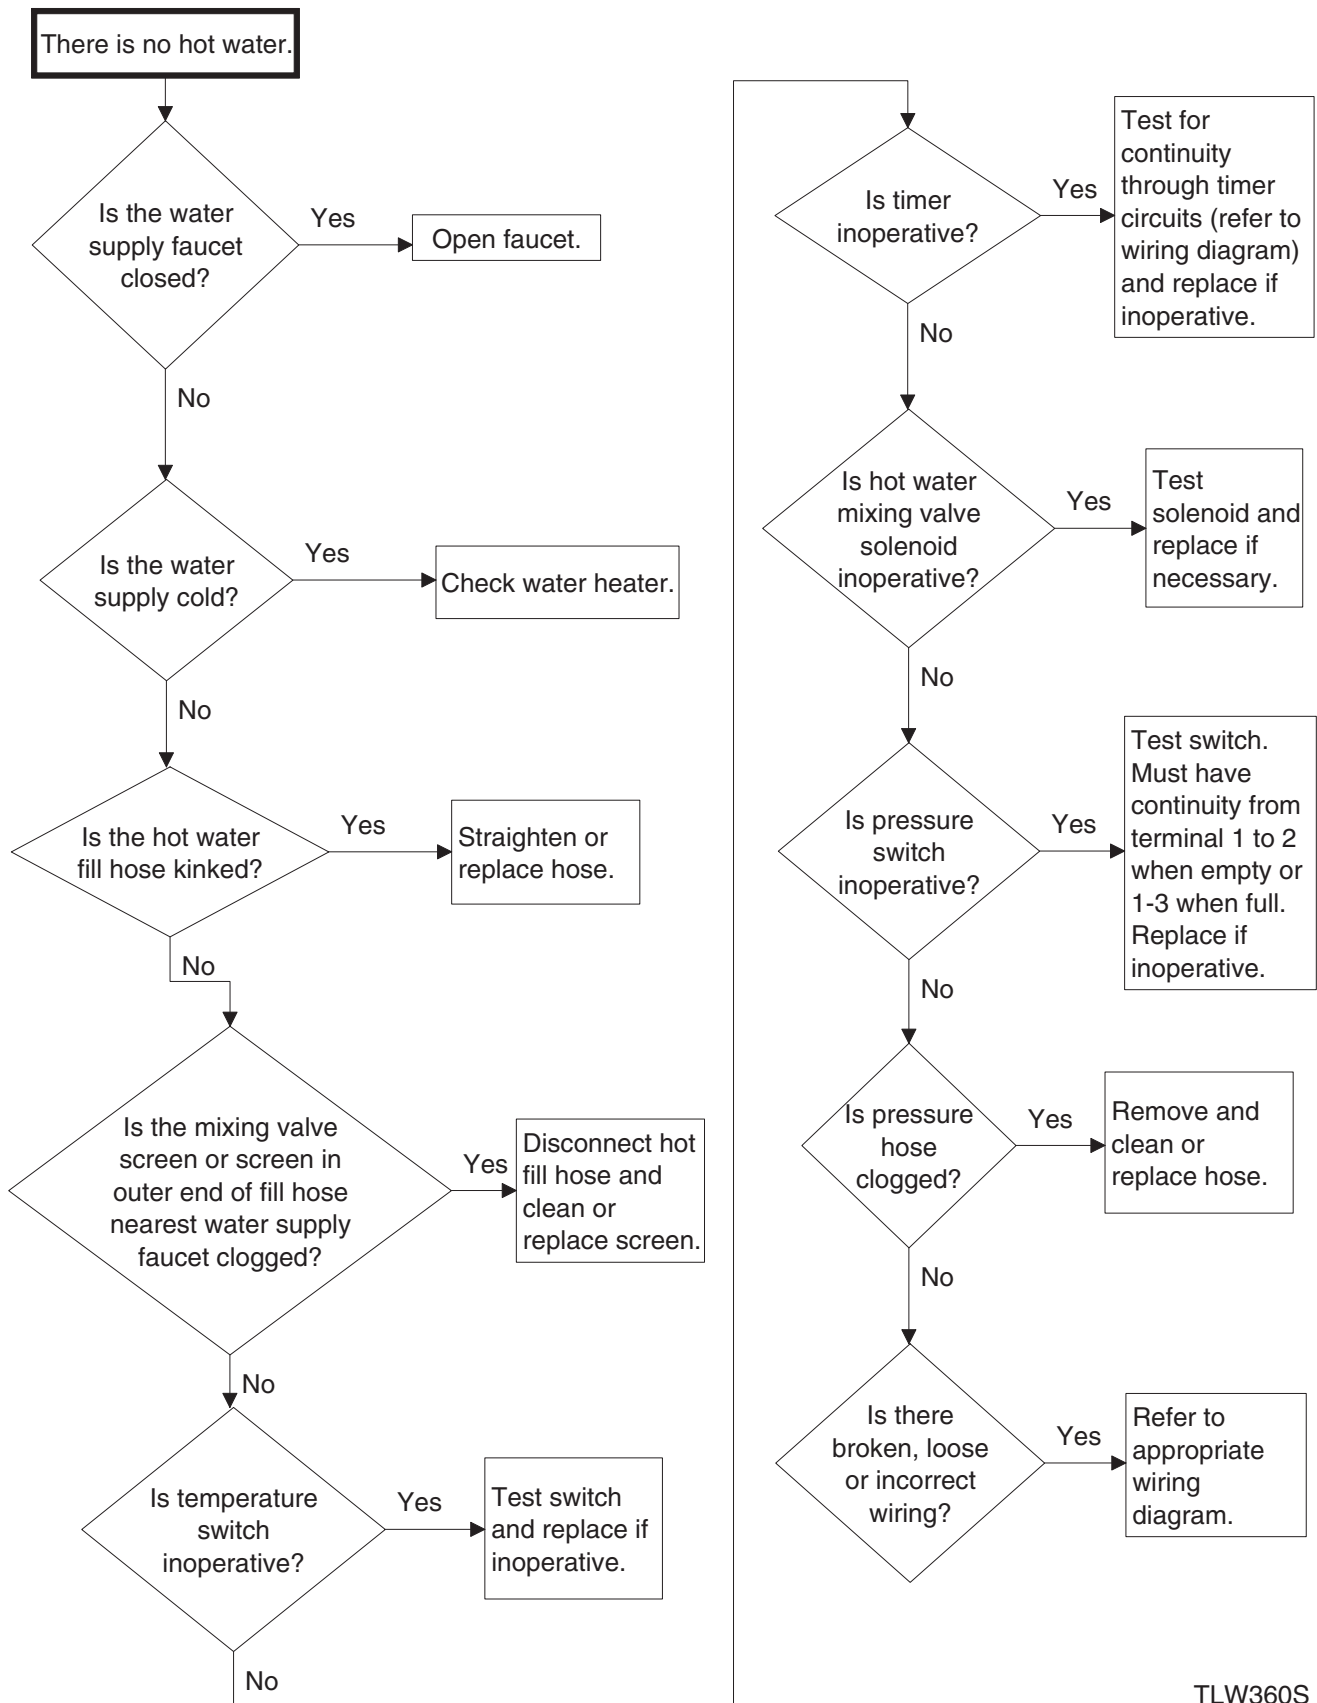 There is no hot water.
Is the water
supply faucet
closed?
Yes
Open faucet.
No
Is the water
supply cold?
Yes
Check water heater.
No
Is the hot water
fill hose kinked?
Yes
Straighten or
replace hose.
No
Is the mixing valve
screen or screen in
outer end of fill hose
nearest water supply
faucet clogged?
Yes
Disconnect hot
fill hose and
clean or
replace screen.
No
Is temperature
switch
inoperative?
Yes
Test switch
and replace if
inoperative.
No
Is timer
inoperative?
Yes
Test for
continuity
through timer
circuits (refer to
wiring diagram)
and replace if
inoperative.
No
Is hot water
mixing valve
solenoid
inoperative?
Yes
Test
solenoid and
replace if
necessary.
No
Is pressure
switch
inoperative?
Yes
Test switch.
Must have
continuity from
terminal 1 to 2
when empty or
1-3 when full.
Replace if
inoperative.
No
Is pressure
hose
clogged?
Yes
Remove and
clean or
replace hose.
No
Is there
broken, loose
or incorrect
wiring?
Yes
Refer to
appropriate
wiring
diagram.
TLW360S